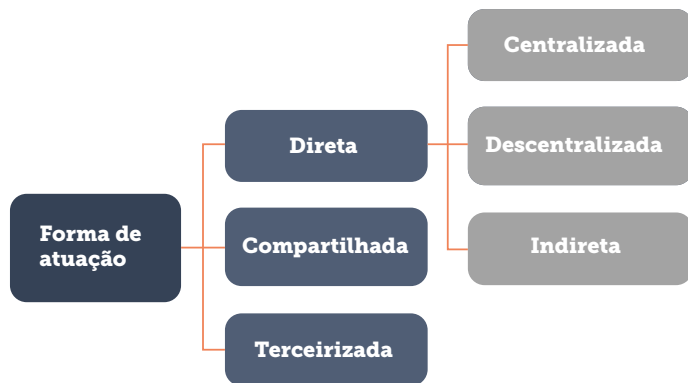 Forma de
atuação
Direta
Compartilhada
Terceirizada
Centralizada
Descentralizada
Indireta